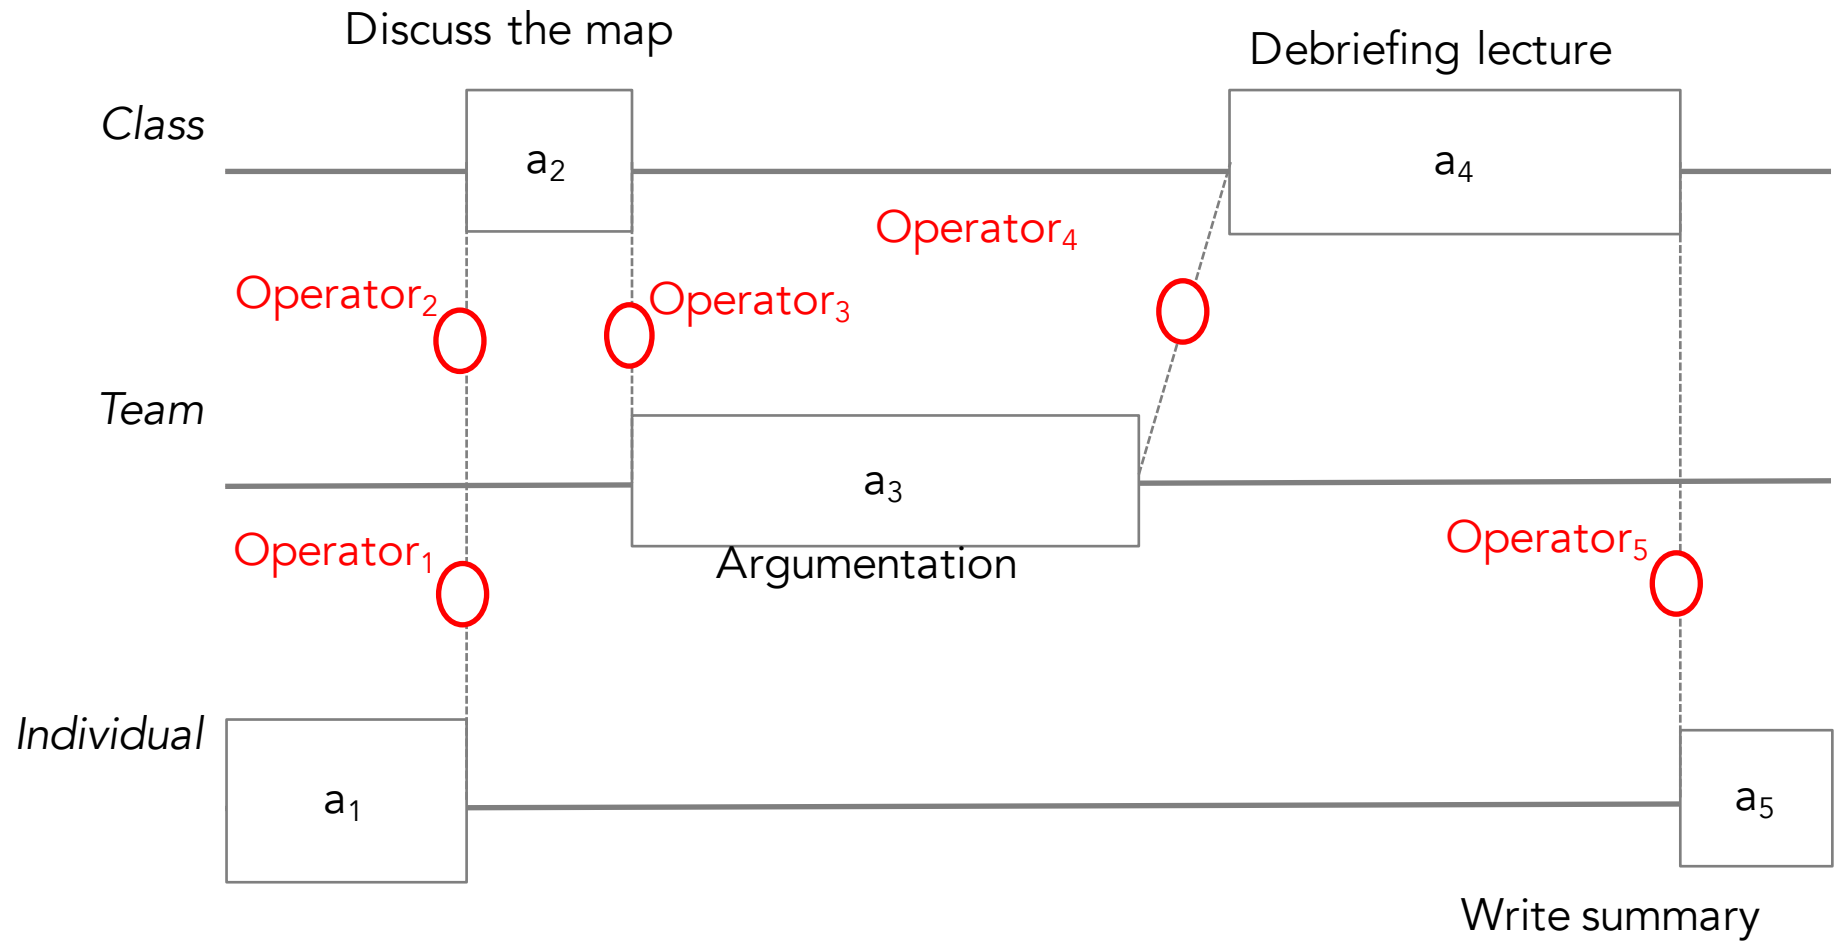 Discuss the map
Debriefing lecture
Class
a₂
a₄
Operator₄
Operator₂
Operator₃
Team
a₃
Operator₁
Argumentation
Operator₅
Individual
a₁
a₅
Write summary